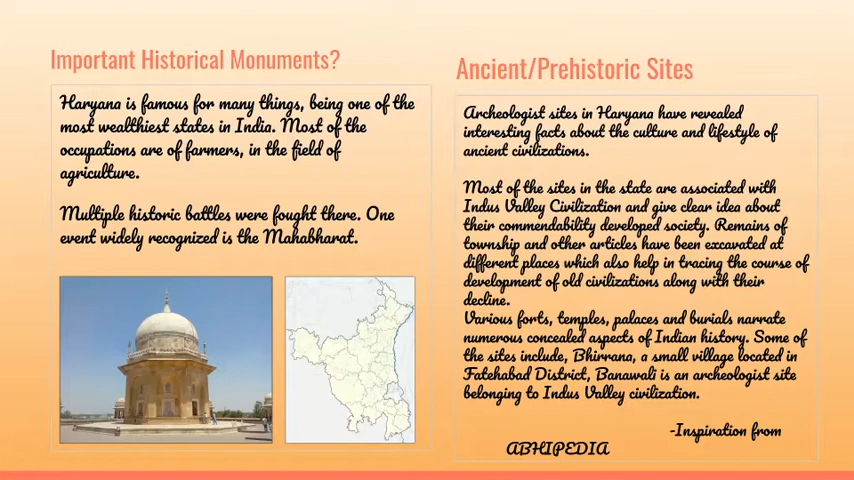 Important Historical Monuments?
Haryana is famous for many things, being one of the
most wealthiest states in India. Most of the
occupations are of farmers, in the field of
agriculture.
Multiple historic battles were fought there. One
event widely recognized is the Mahabharat.
Ancient/Prehistoric Sites
Archeologist sites in Haryana have revealed
interesting facts about the culture and lifestyle of
ancient civilizations.
Most of the sites in the state are associated with
Indus Valley Civilization and give clear idea about
their commendability developed society. Remains of
township and other articles have been excavated at
different places which also help in tracing the course of
development of old civilizations along with their
decline.
Various forts, temples, palaces and burials narrate
numerous concealed aspects of Indian history. Some of
the sites include, Bhirrana, a small village located in
Fatehabad District, Banawali is an archeologist site
belonging to Indus Valley civilization.
-Inspiration from
ABHIPEDIA